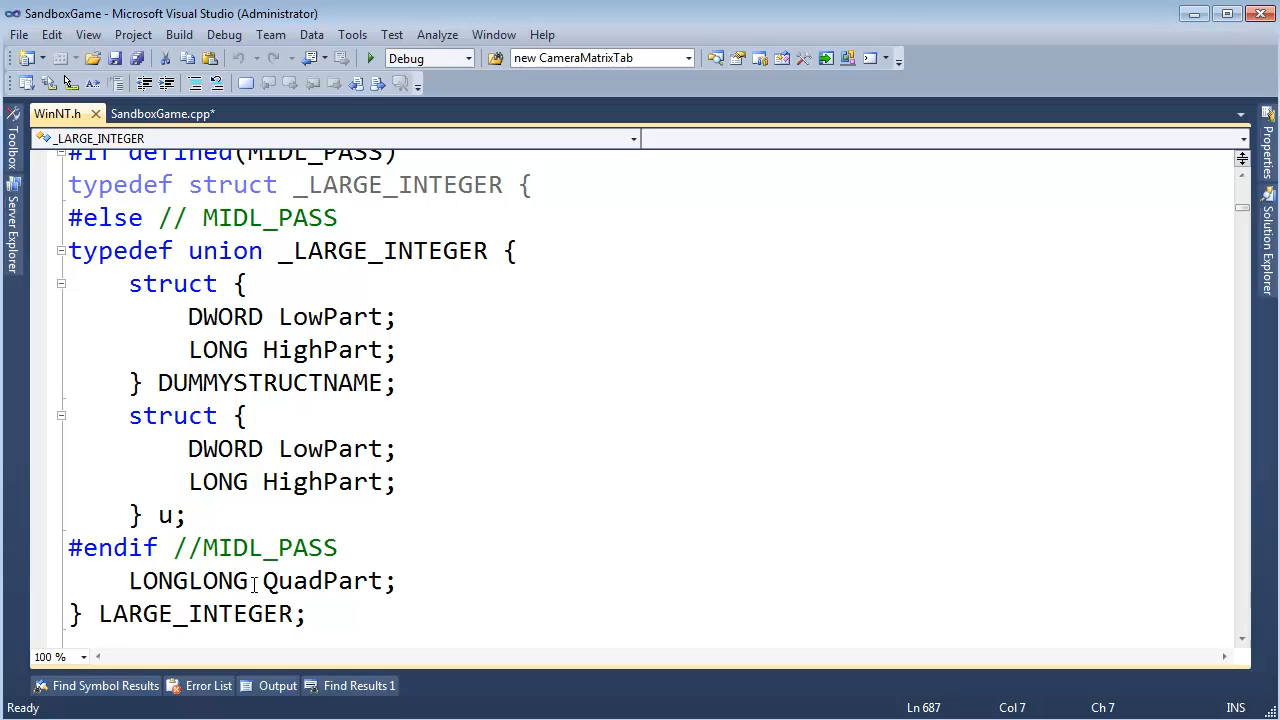 SandboxGame - Microsoft Visual Studio (Administrator)
File Edit View Project Build Debug Team Data Tools Test Analyze Window Help
Debug new CameraMatrixTab
WinNT.h SandboxGame.cpp*
_LARGE_INTEGER
#if defined(MIDL_PASS)
typedef struct _LARGE_INTEGER {
#else // MIDL_PASS
typedef union _LARGE_INTEGER {
struct {
DWORD LowPart;
LONG HighPart;
} DUMMYSTRUCTNAME;
struct {
DWORD LowPart;
LONG HighPart;
} u;
#endif //MIDL_PASS
LONGLONG QuadPart;
} LARGE_INTEGER;
100 %
Toolbox
Server Explorer
Properties
Solution Explorer
Find Symbol Results Error List Output Find Results 1
Ready Ln 687 Col 7 Ch 7 INS